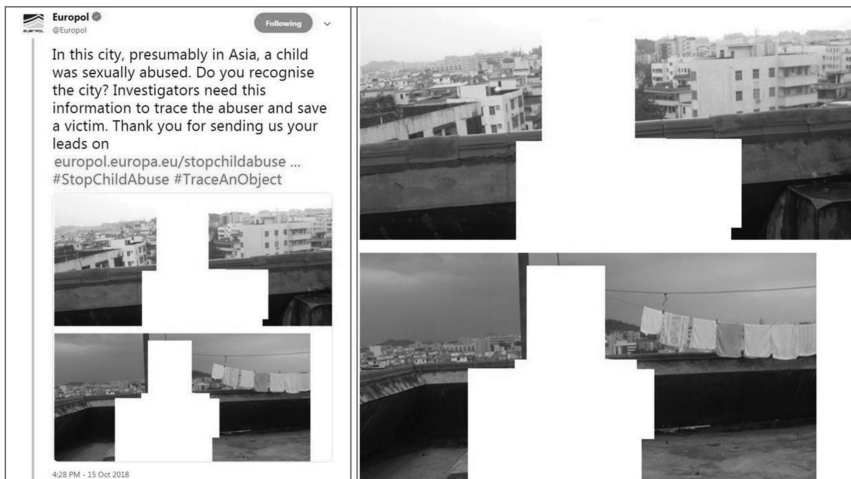 Europol
@Europol
Following
In this city, presumably in Asia, a child
was sexually abused. Do you recognise
the city? Investigators need this
information to trace the abuser and save
a victim. Thank you for sending us your
leads on
europol.europa.eu/stopchildabuse ...
#StopChildAbuse #TraceAnObject
4:28 PM - 15 Oct 2018